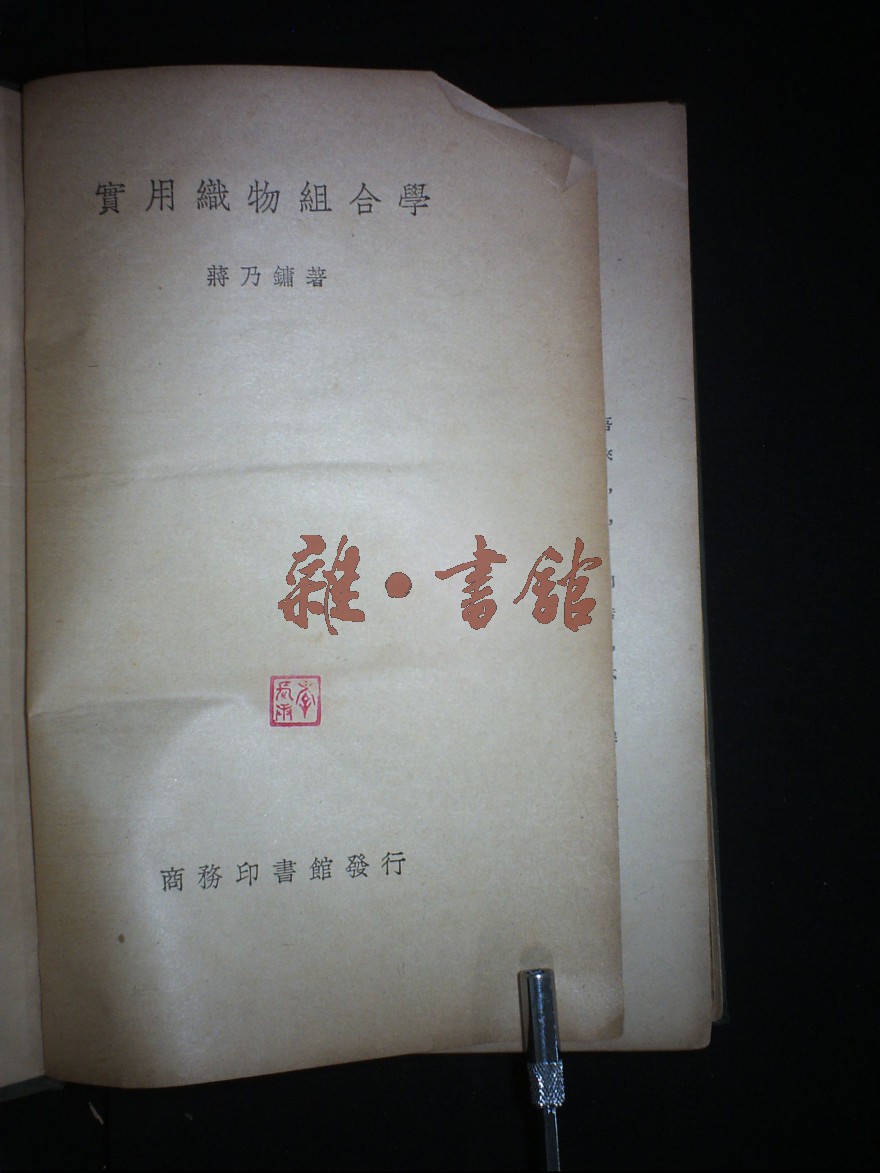 實用織物組合學
蔣乃鏞著
雜·書館
商務印書館發行